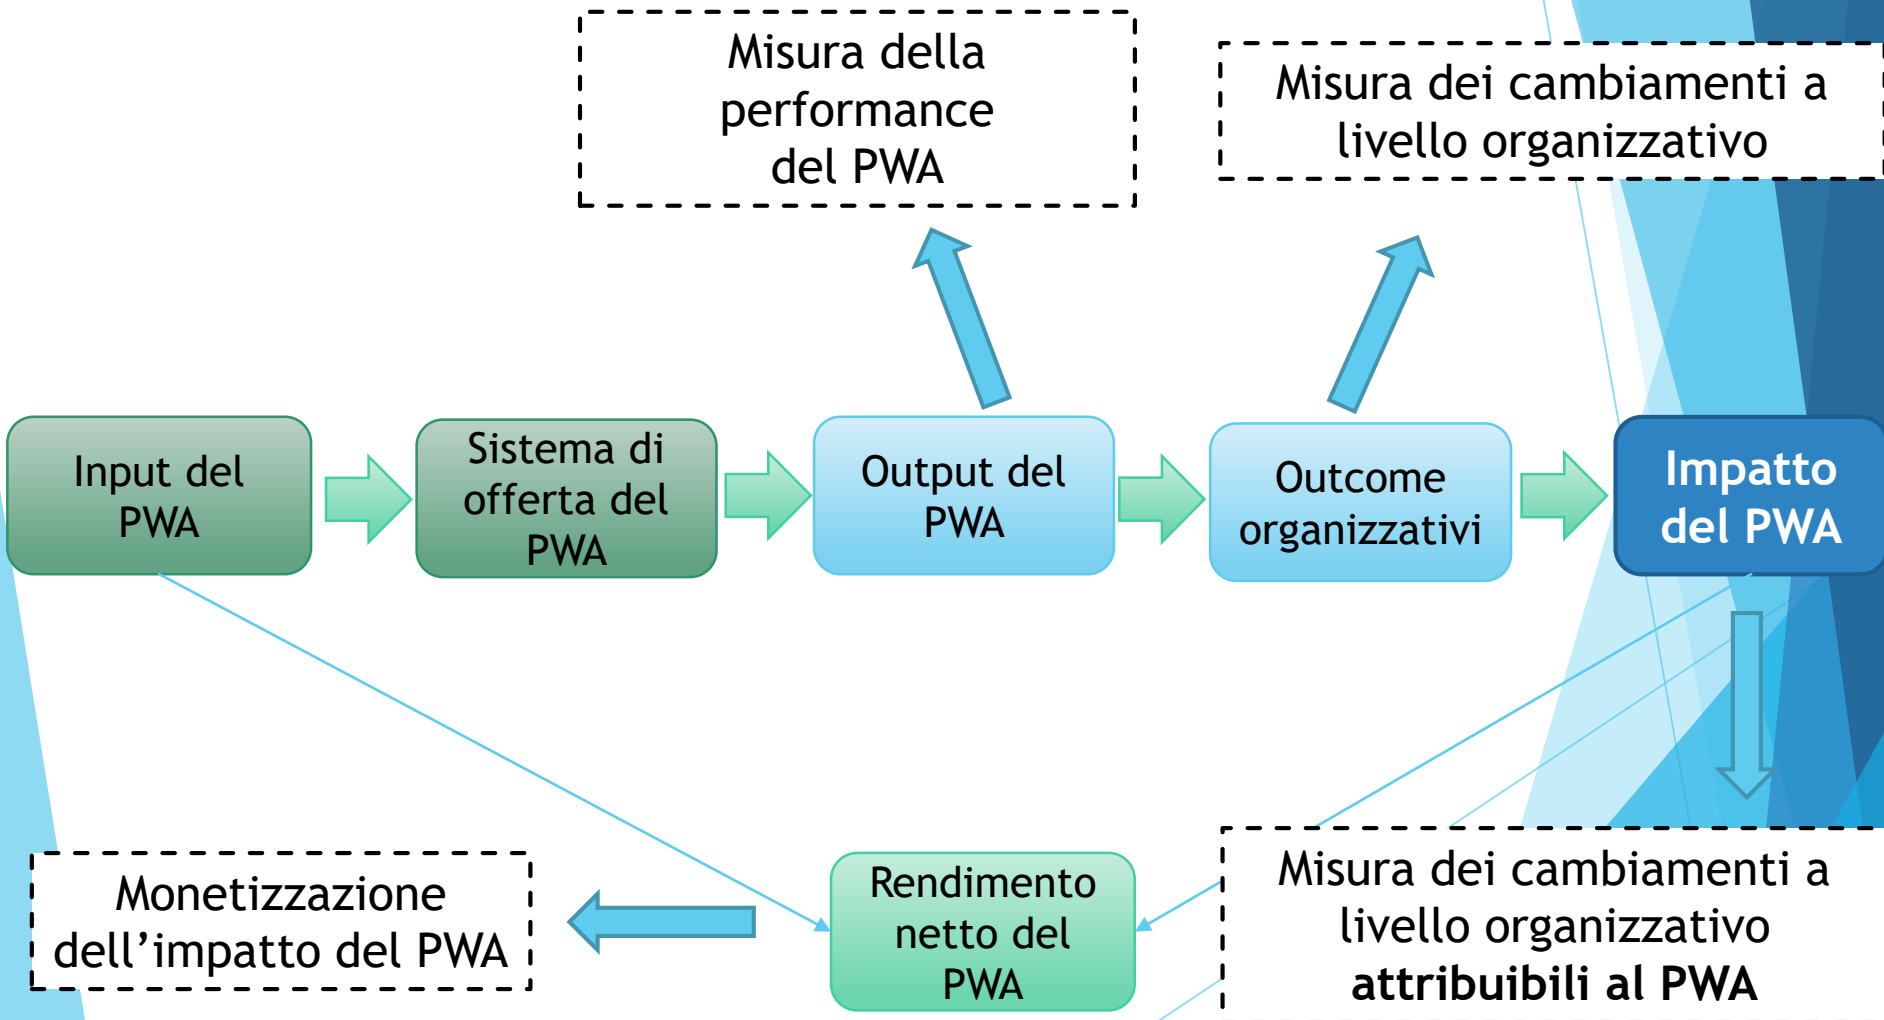 Misura della
performance
del PWA
Misura dei cambiamenti a
livello organizzativo
Input del
PWA
Sistema di
offerta del
PWA
Output del
PWA
Outcome
organizzativi
Impatto
del PWA
Monetizzazione
dell’impatto del PWA
Rendimento
netto del
PWA
Misura dei cambiamenti a
livello organizzativo
attribuibili al PWA